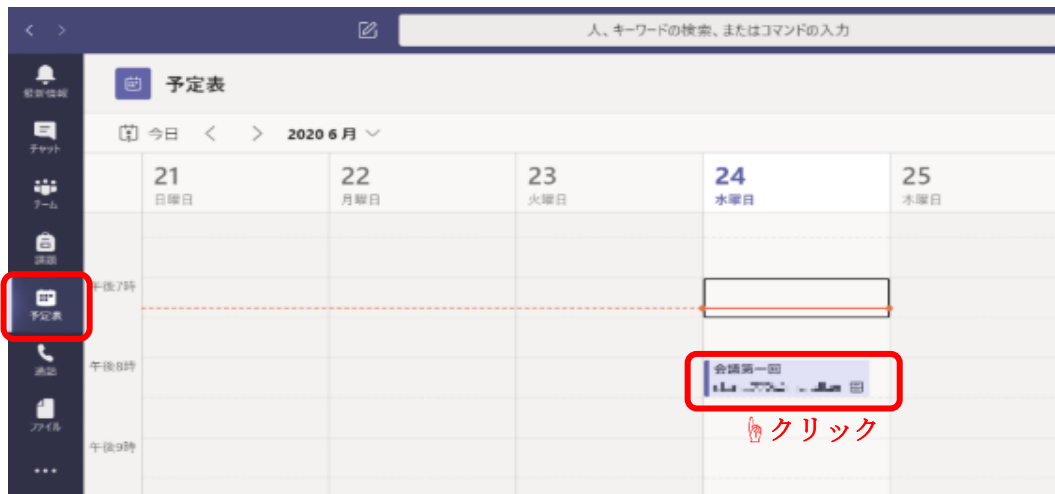 人、キーワードの検索、またはコマンドの入力
最新情報
チャット
チーム
課題
予定表
通話
ファイル
予定表
今日
2020 6月
21
日曜日
22
月曜日
23
火曜日
24
水曜日
25
木曜日
午後7時
午後8時
午後9時
会議第一回
クリック